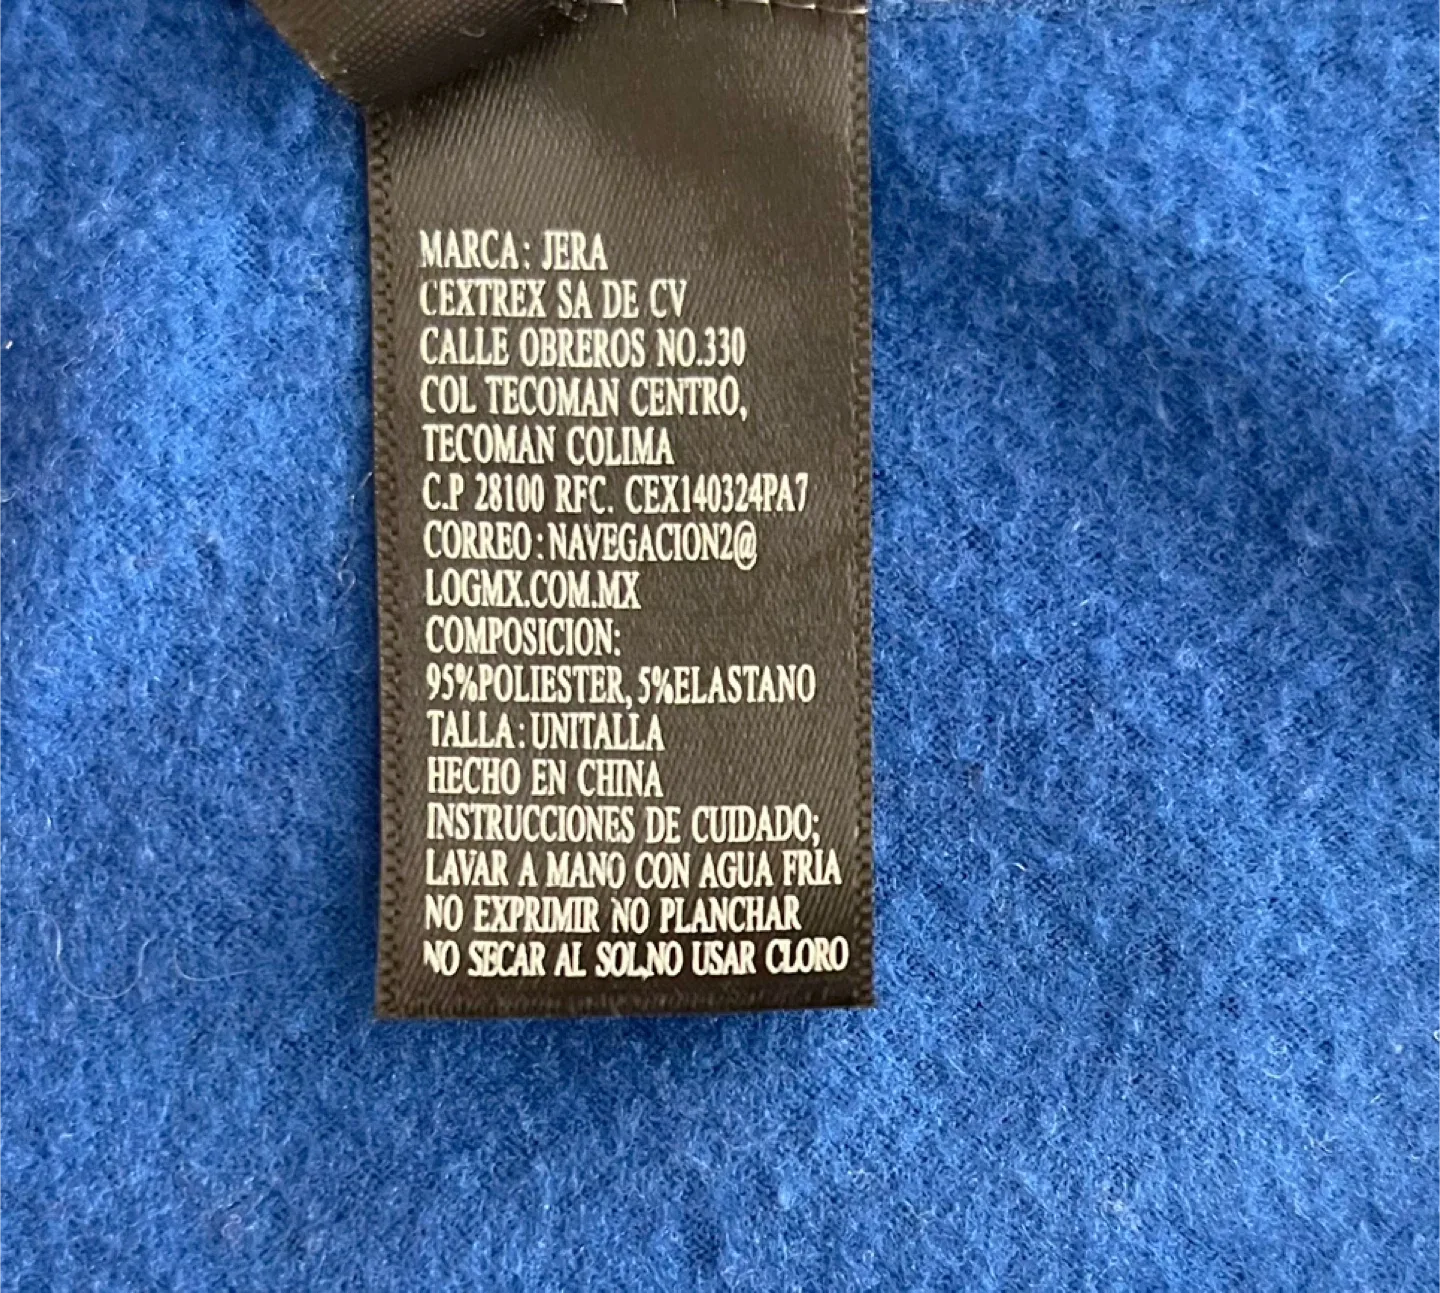 MARCA: JERA
CEXTREX SA DE CV
CALLE OBREROS NO.330
COL TECOMAN CENTRO,
TECOMAN COLIMA
C.P 28100 RFC. CEX140324PA7
CORREO:NAVEGACION2@
LOGMX.COM.MX
COMPOSICION:
95%POLIESTER, 5%ELASTANO
TALLA:UNITALLA
HECHO EN CHINA
INSTRUCCIONES DE CUIDADO;
LAVAR A MANO CON AGUA FRÍA
NO EXPRIMIR NO PLANCHAR
NO SECAR AL SOL,NO USAR CLORO